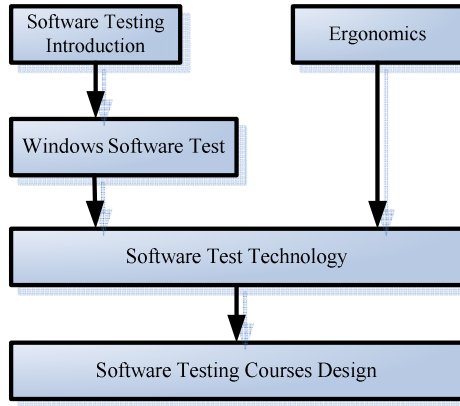 Software Testing
Introduction
Ergonomics
Windows Software Test
Software Test Technology
Software Testing Courses Design